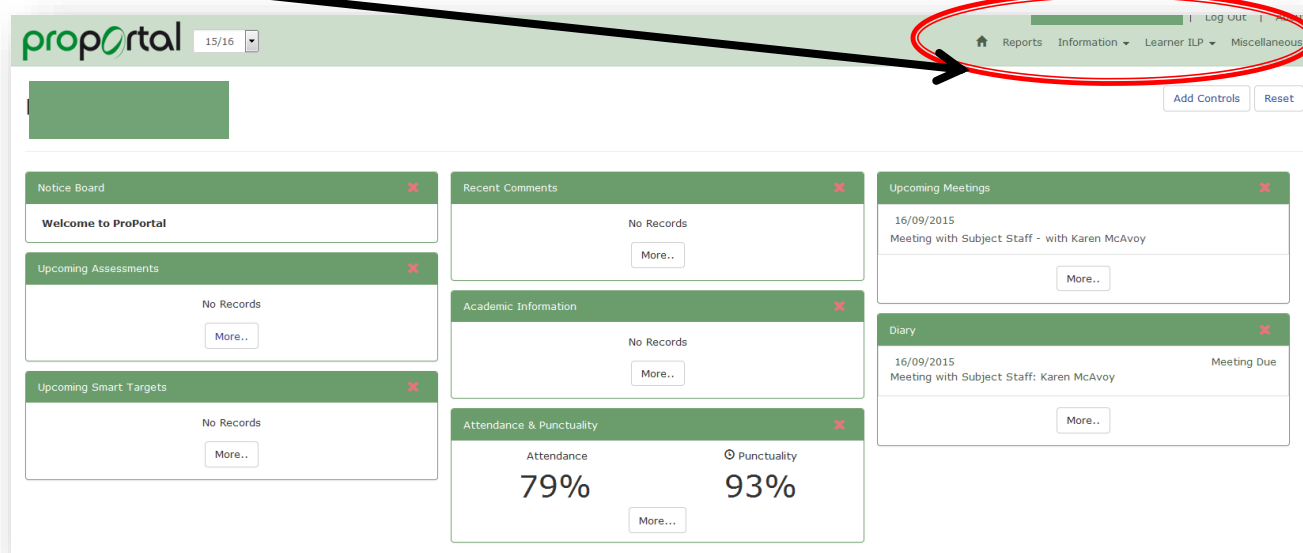 | Log Out |
proportal 15/16
Reports Information Learner ILP Miscellaneous
Add Controls Reset
Notice Board
Welcome to ProPortal
Upcoming Assessments
No Records
More..
Upcoming Smart Targets
No Records
More..
Recent Comments
No Records
More..
Academic Information
No Records
More..
Attendance & Punctuality
Attendance Punctuality
79% 93%
More...
Upcoming Meetings
16/09/2015
Meeting with Subject Staff - with Karen McAvoy
More..
Diary
16/09/2015 Meeting Due
Meeting with Subject Staff: Karen McAvoy
More..